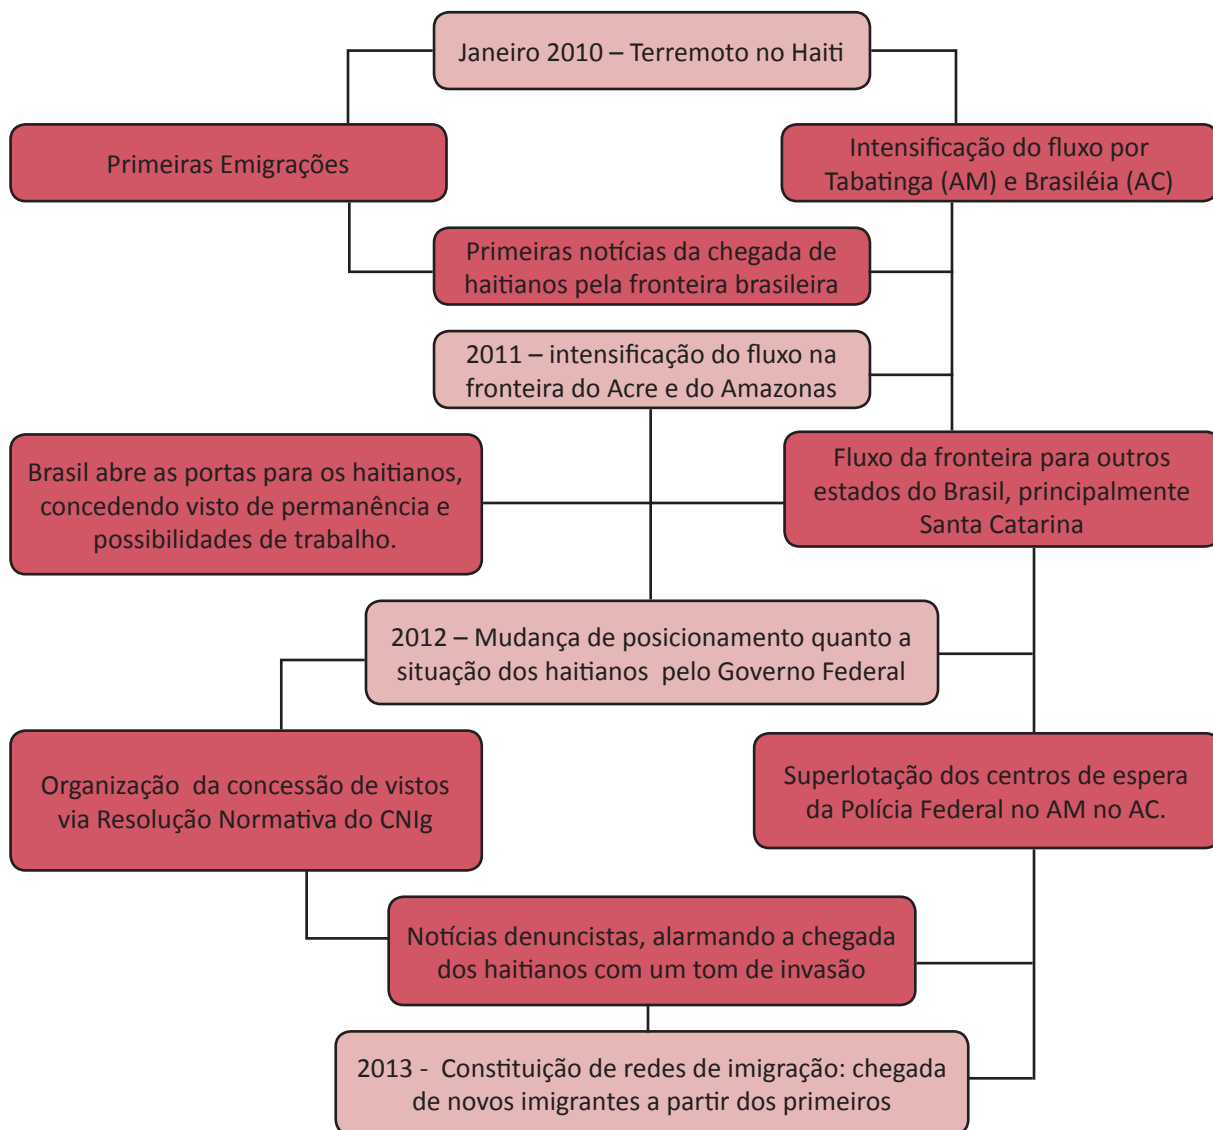 Janeiro 2010 – Terremoto no Haiti
Primeiras Emigrações
Intensificação do fluxo por
Tabatinga (AM) e Brasiléia (AC)
Primeiras notícias da chegada de
haitianos pela fronteira brasileira
2011 – intensificação do fluxo na
fronteira do Acre e do Amazonas
Brasil abre as portas para os haitianos,
concedendo visto de permanência e
possibilidades de trabalho.
Fluxo da fronteira para outros
estados do Brasil, principalmente
Santa Catarina
2012 – Mudança de posicionamento quanto a
situação dos haitianos pelo Governo Federal
Organização da concessão de vistos
via Resolução Normativa do CNIg
Superlotação dos centros de espera
da Polícia Federal no AM no AC.
Notícias denuncistas, alarmando a chegada
dos haitianos com um tom de invasão
2013 - Constituição de redes de imigração: chegada
de novos imigrantes a partir dos primeiros